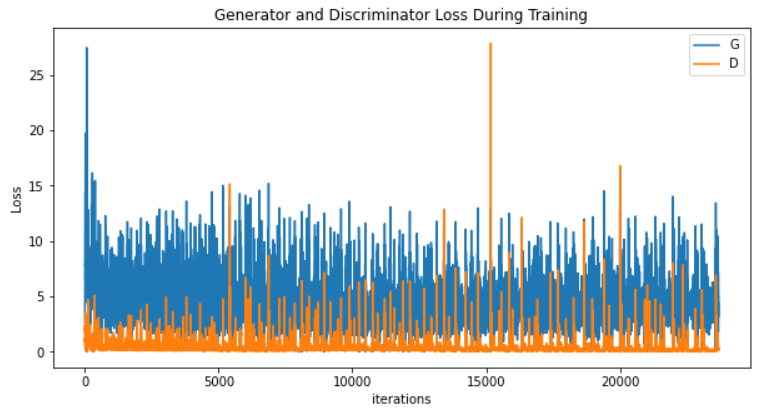 Generator and Discriminator Loss During Training
G
D
25
20
15
10
5
0
Loss
0 5000 10000 15000 20000
iterations